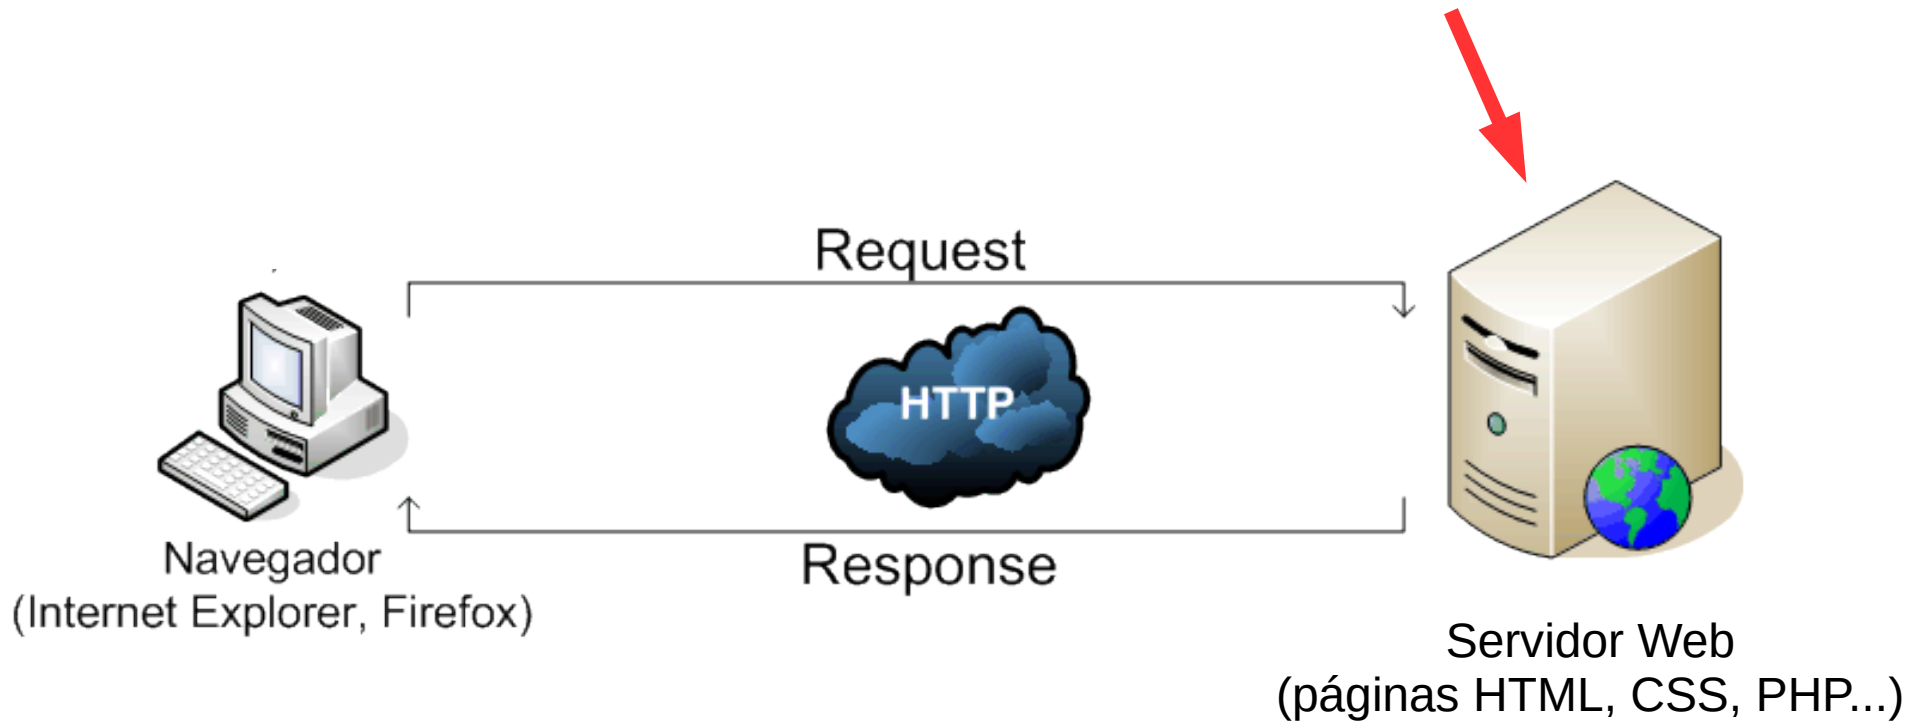 Request
HTTP
Response
Navegador
(Internet Explorer, Firefox)
Servidor Web
(páginas HTML, CSS, PHP...)